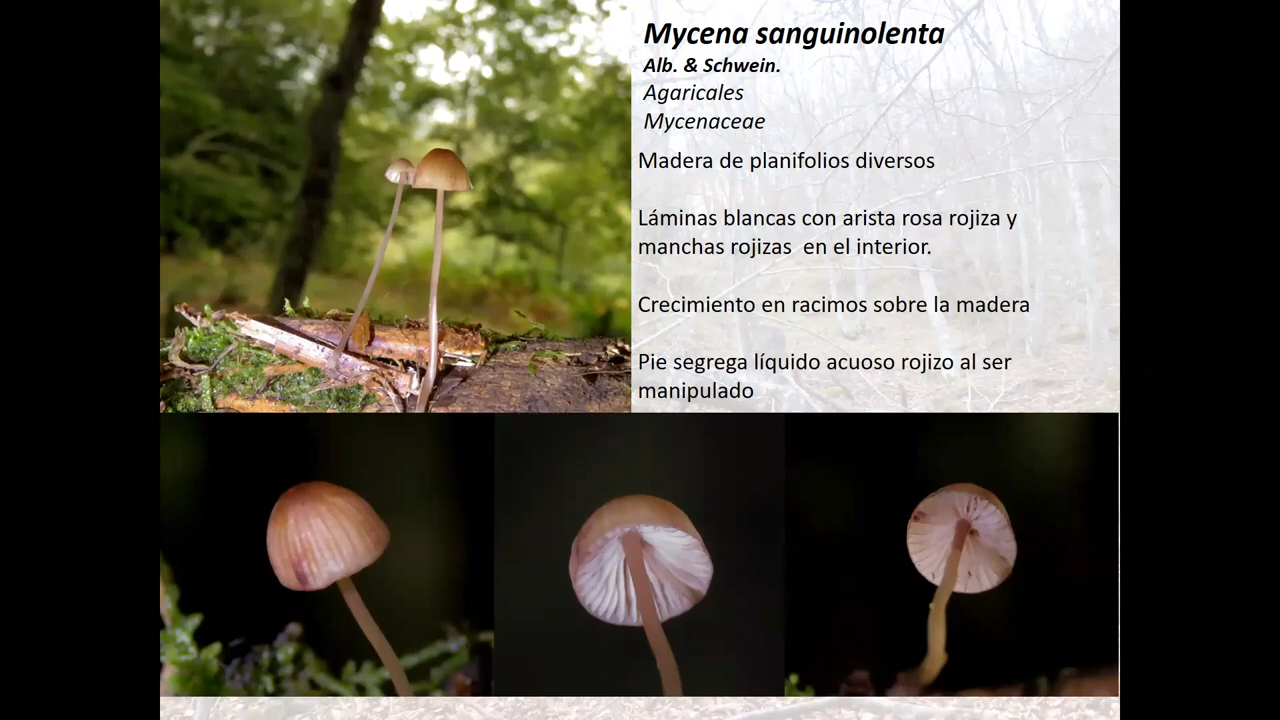 Mycena sanguinolenta
Alb. & Schwein.
Agaricales
Mycenaceae
Madera de planifolios diversos
Láminas blancas con arista rosa rojiza y
manchas rojizas en el interior.
Crecimiento en racimos sobre la madera
Pie segrega líquido acuoso rojizo al ser
manipulado